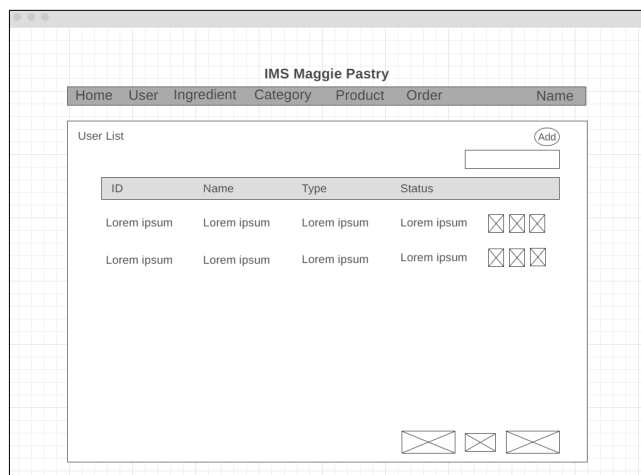 IMS Maggie Pastry
Home User Ingredient Category Product Order Name
User List Add
ID Name Type Status
Lorem ipsum Lorem ipsum Lorem ipsum Lorem ipsum
Lorem ipsum Lorem ipsum Lorem ipsum Lorem ipsum